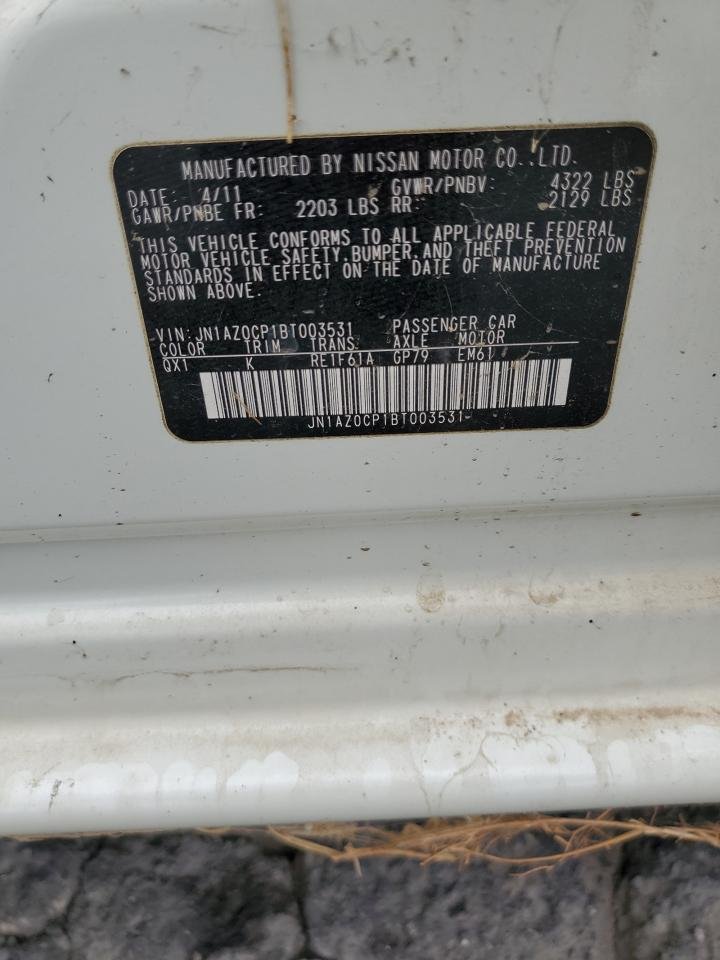 MANUFACTURED BY NISSAN MOTOR CO.,LTD.
DATE: 4/11 GVWR/PNBV: 4322 LBS
GAWR/PNBE FR: 2203 LBS RR: 2129 LBS
THIS VEHICLE CONFORMS TO ALL APPLICABLE FEDERAL
MOTOR VEHICLE SAFETY,BUMPER,AND THEFT PREVENTION
STANDARDS IN EFFECT ON THE DATE OF MANUFACTURE
SHOWN ABOVE.
VIN:JN1AZ0CP1BT003531 PASSENGER CAR
COLOR TRIM TRANS AXLE MOTOR
QX1 K RE1F61A GP79 EM61
JN1AZ0CP1BT003531